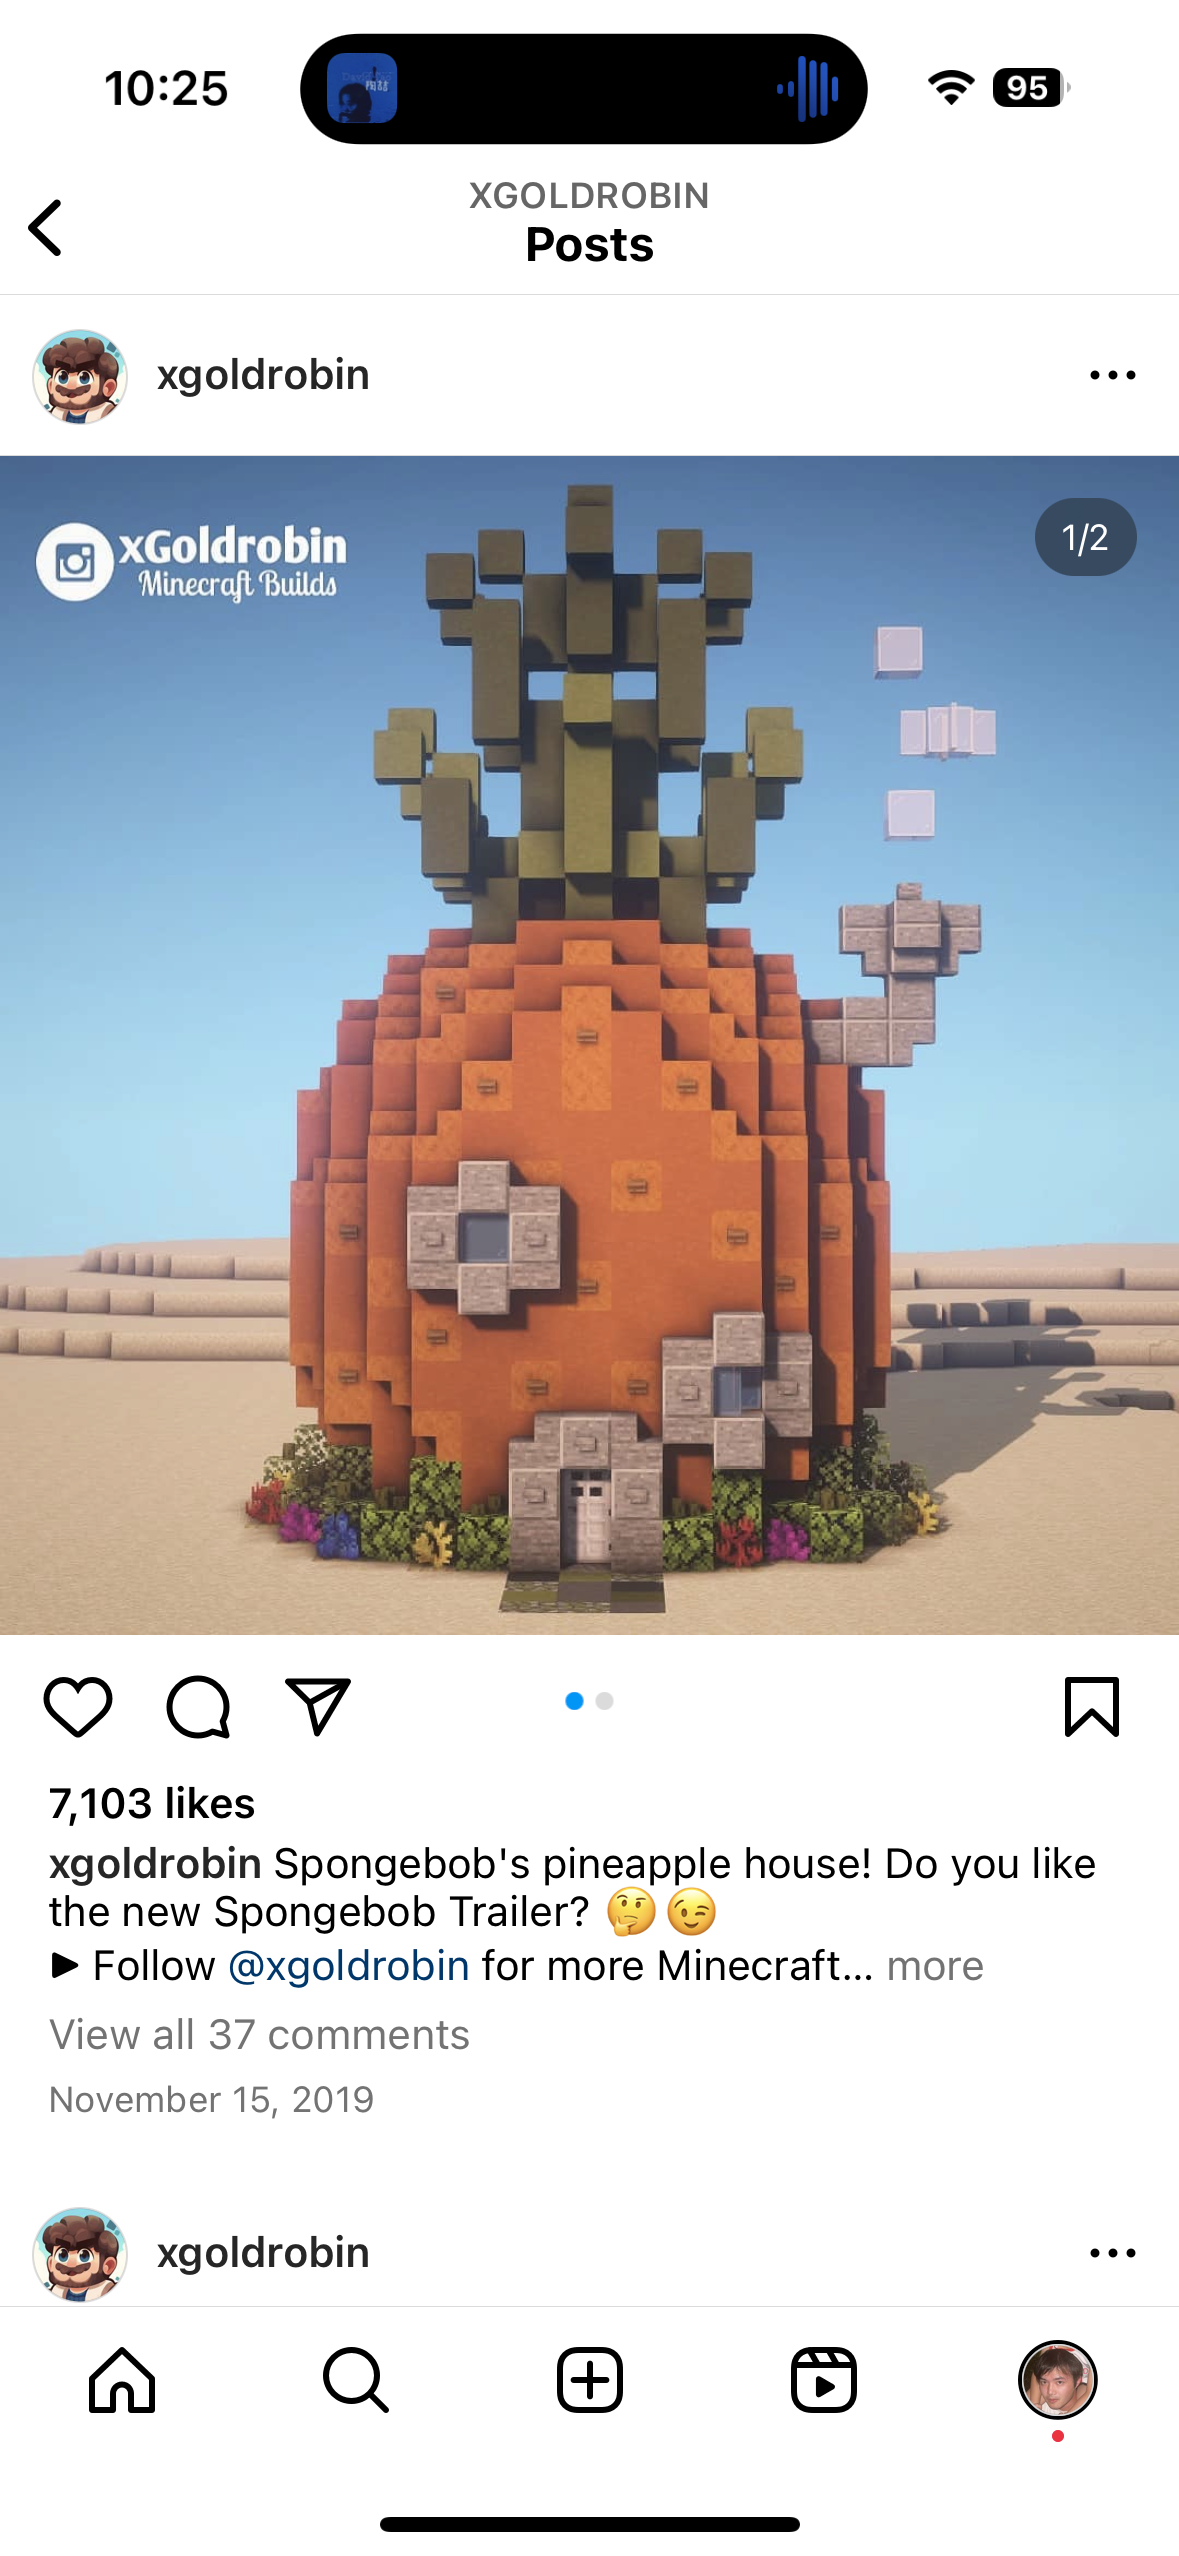 10:25
95
XGOLDROBIN
Posts
xgoldrobin
xGoldrobin
Minecraft Builds
1/2
7,103 likes
xgoldrobin Spongebob's pineapple house! Do you like
the new Spongebob Trailer? 🤔😉
► Follow @xgoldrobin for more Minecraft... more
View all 37 comments
November 15, 2019
xgoldrobin